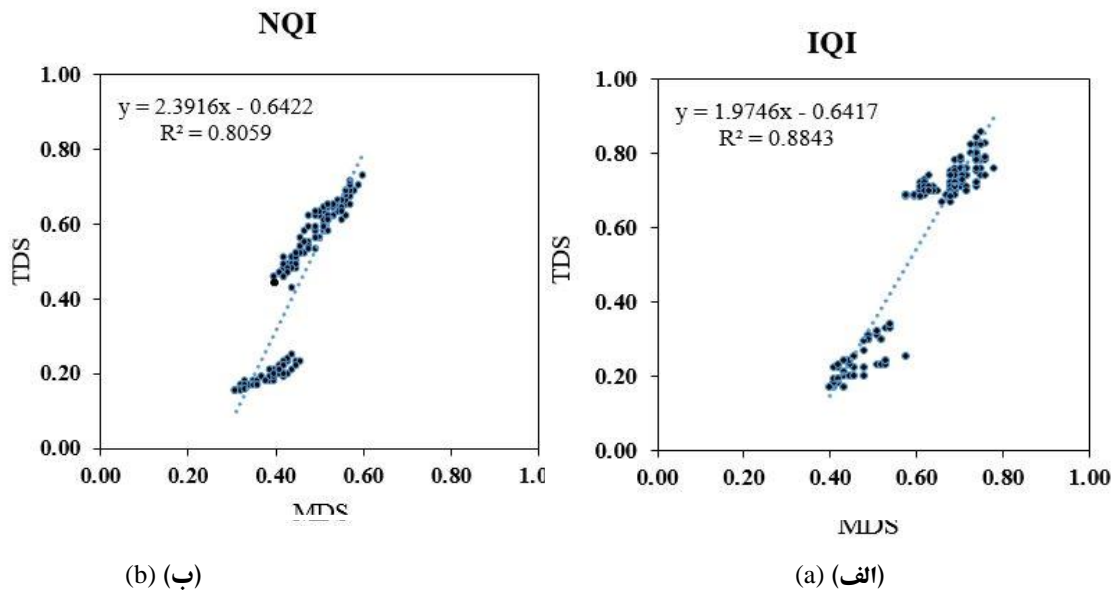 NQI
1.00
y = 2.3916x - 0.6422
R² = 0.8059
0.80
0.60
TDS
0.40
0.20
0.00
0.00 0.20 0.40 0.60 0.80 1.00
MDS
(ب) (b)
IQI
1.00
y = 1.9746x - 0.6417
R² = 0.8843
0.80
0.60
TDS
0.40
0.20
0.00
0.00 0.20 0.40 0.60 0.80 1.00
MDS
(الف) (a)